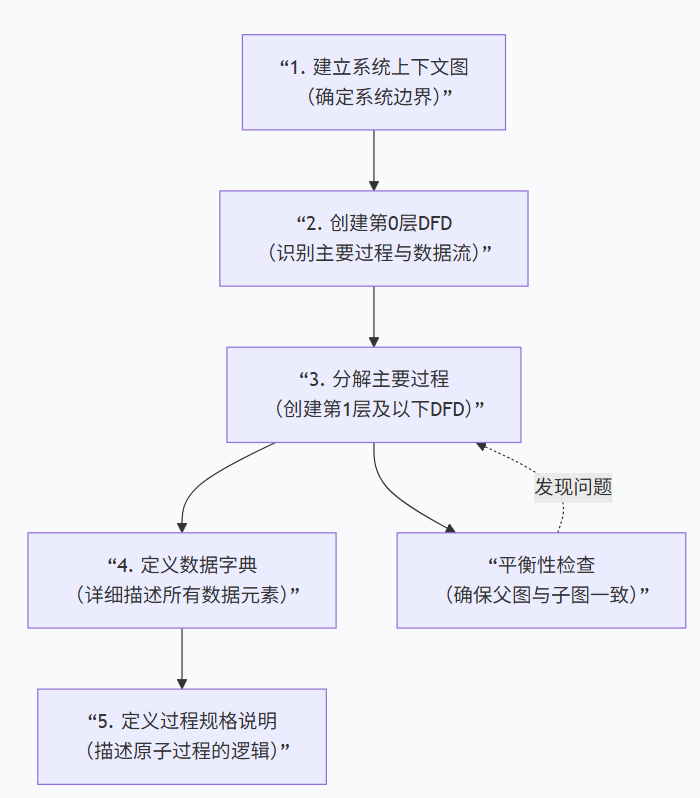 “1. 建立系统上下文图
（确定系统边界）”
“2. 创建第0层DFD
（识别主要过程与数据流）”
“3. 分解主要过程
（创建第1层及以下DFD）”
发现问题
“4. 定义数据字典
（详细描述所有数据元素）”
“平衡性检查
（确保父图与子图一致）”
“5. 定义过程规格说明
（描述原子过程的逻辑）”